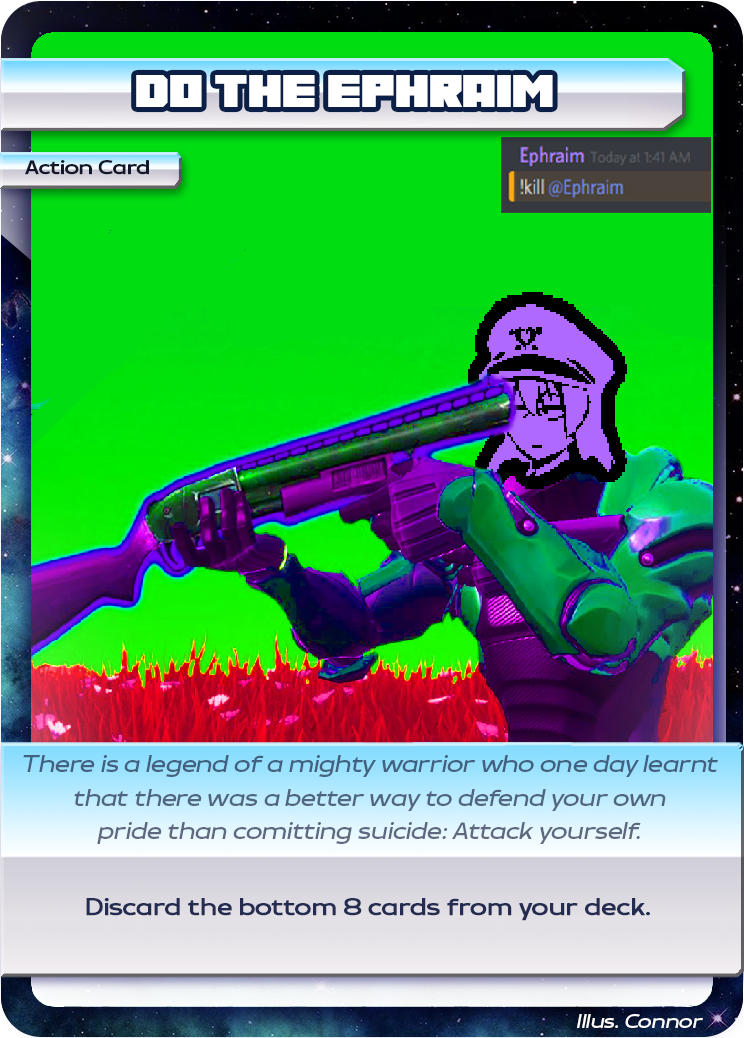 DO THE EPHRAIM
Action Card
Ephraim Today at 1:41 AM
!kill @Ephraim
There is a legend of a mighty warrior who one day learnt
that there was a better way to defend your own
pride than comitting suicide: Attack yourself.
Discard the bottom 8 cards from your deck.
Illus. Connor